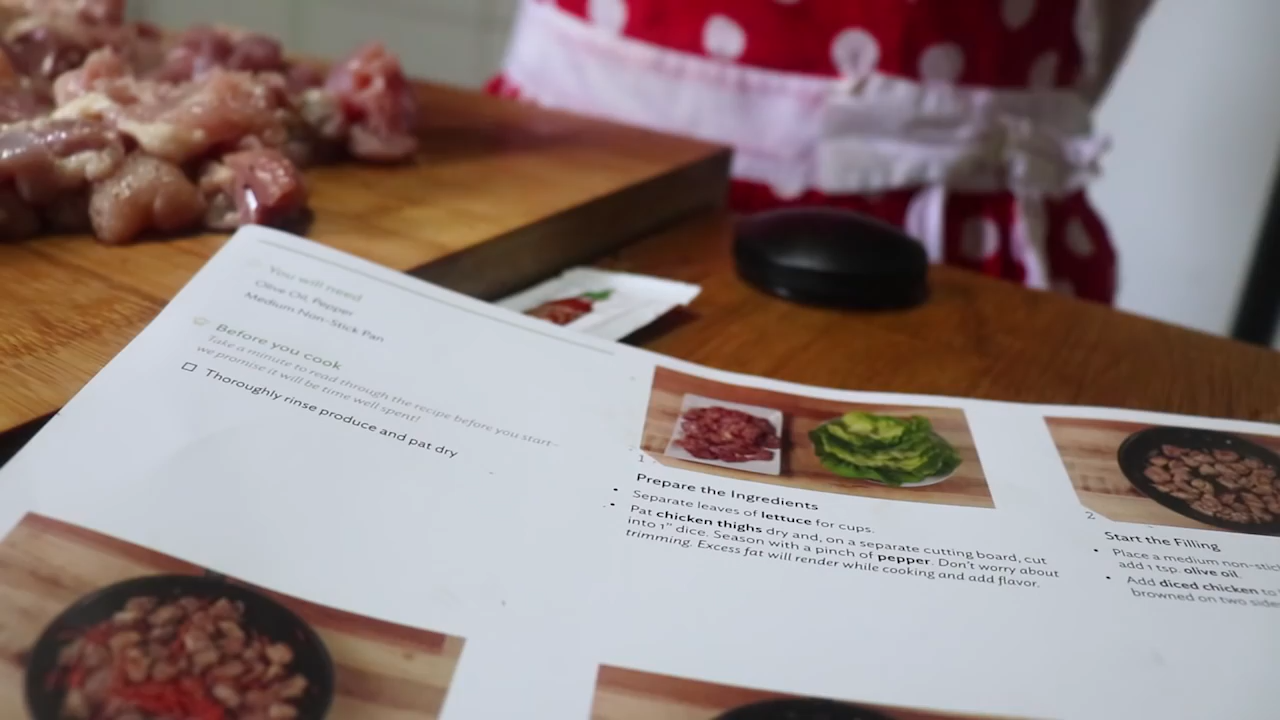 You will need
Olive Oil, Pepper
Medium Non-Stick Pan
Before you cook
Take a minute to read through the recipe before you start–
we promise it will be time well spent!
Thoroughly rinse produce and pat dry
1
Prepare the Ingredients
• Separate leaves of lettuce for cups.
• Pat chicken thighs dry and, on a separate cutting board, cut
into 1" dice. Season with a pinch of pepper. Don't worry about
trimming. Excess fat will render while cooking and add flavor.
2
Start the Filling
• Place a medium non-stick
add 1 tsp. olive oil.
• Add diced chicken to
browned on two side